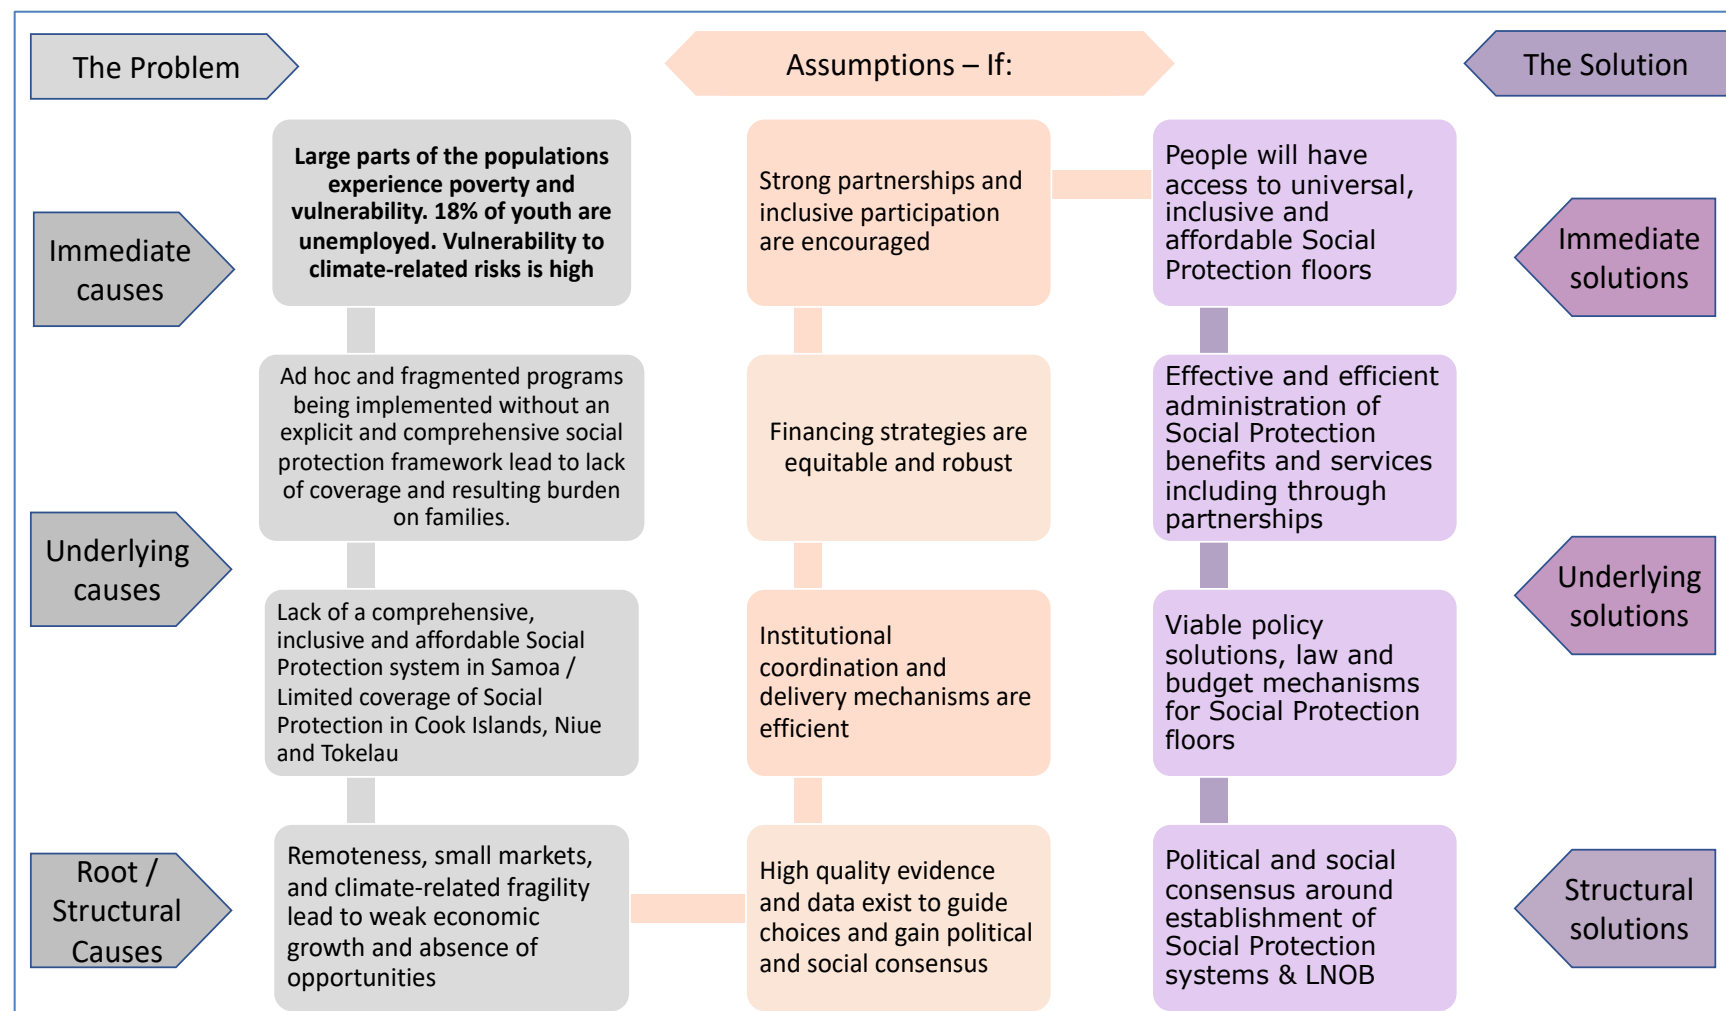 The Problem
Assumptions – If:
The Solution
Immediate
causes
Large parts of the populations
experience poverty and
vulnerability. 18% of youth are
unemployed. Vulnerability to
climate-related risks is high
Strong partnerships and
inclusive participation
are encouraged
People will have
access to universal,
inclusive and
affordable Social
Protection floors
Immediate
solutions
Ad hoc and fragmented programs
being implemented without an
explicit and comprehensive social
protection framework lead to lack
of coverage and resulting burden
on families.
Financing strategies are
equitable and robust
Effective and efficient
administration of
Social Protection
benefits and services
including through
partnerships
Underlying
causes
Lack of a comprehensive,
inclusive and affordable Social
Protection system in Samoa /
Limited coverage of Social
Protection in Cook Islands, Niue
and Tokelau
Institutional
coordination and
delivery mechanisms are
efficient
Viable policy
solutions, law and
budget mechanisms
for Social Protection
floors
Underlying
solutions
Root /
Structural
Causes
Remoteness, small markets,
and climate-related fragility
lead to weak economic
growth and absence of
opportunities
High quality evidence
and data exist to guide
choices and gain political
and social consensus
Political and social
consensus around
establishment of
Social Protection
systems & LNOB
Structural
solutions